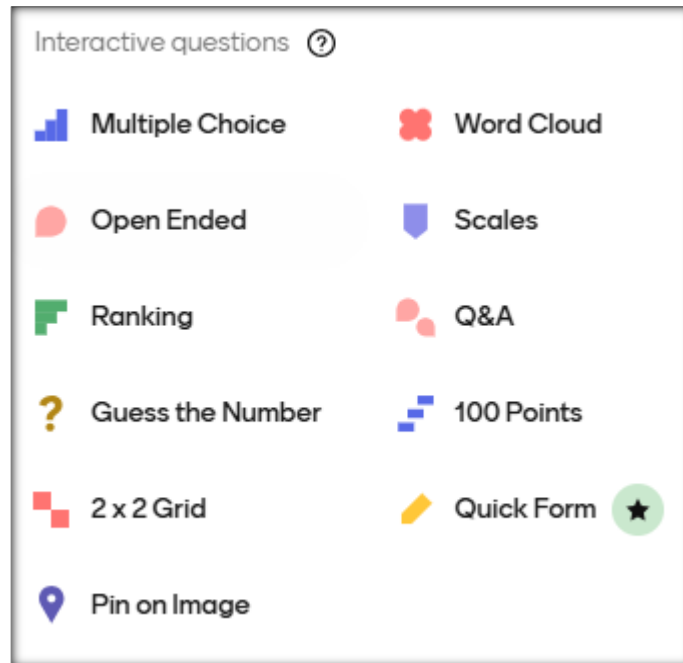 Interactive questions
Multiple Choice
Word Cloud
Open Ended
Scales
Ranking
Q&A
Guess the Number
100 Points
2 x 2 Grid
Quick Form
Pin on Image